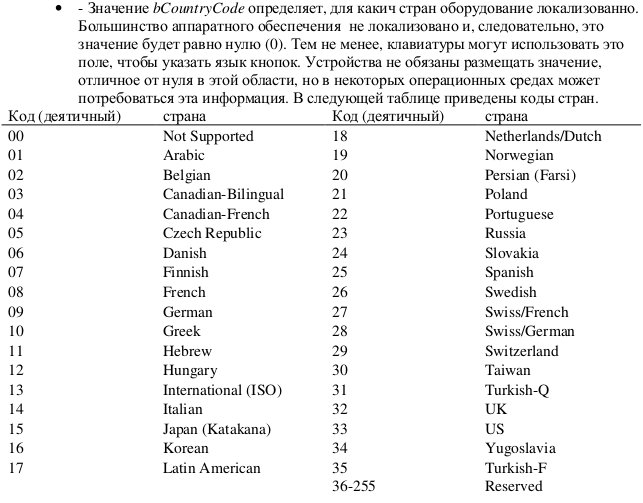 • - Значение bCountryCode определяет, для какич стран оборудование локализованно.
Большинство аппаратного обеспечения не локализовано и, следовательно, это
значение будет равно нулю (0). Тем не менее, клавиатуры могут использовать это
поле, чтобы указать язык кнопок. Устройства не обязаны размещать значение,
отличное от нуля в этой области, но в некоторых операционных средах может
потребоваться эта информация. В следующей таблице приведены коды стран.
Код (деятичный) страна Код (деятичный) страна
00 Not Supported 18 Netherlands/Dutch
01 Arabic 19 Norwegian
02 Belgian 20 Persian (Farsi)
03 Canadian-Bilingual 21 Poland
04 Canadian-French 22 Portuguese
05 Czech Republic 23 Russia
06 Danish 24 Slovakia
07 Finnish 25 Spanish
08 French 26 Swedish
09 German 27 Swiss/French
10 Greek 28 Swiss/German
11 Hebrew 29 Switzerland
12 Hungary 30 Taiwan
13 International (ISO) 31 Turkish-Q
14 Italian 32 UK
15 Japan (Katakana) 33 US
16 Korean 34 Yugoslavia
17 Latin American 35 Turkish-F
36-255 Reserved